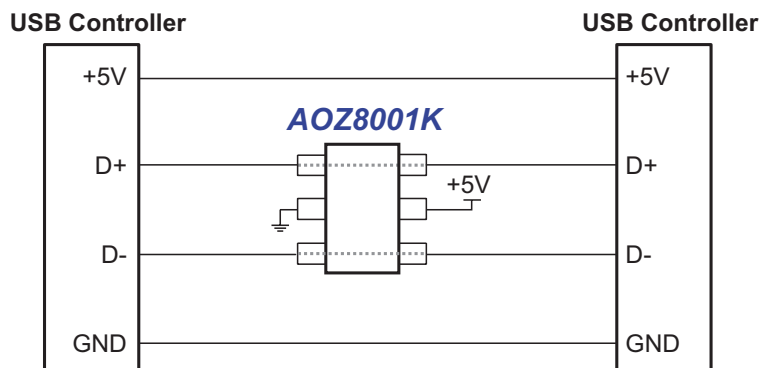 USB Controller
USB Controller
+5V
+5V
AOZ8001K
D+
D+
+5V
D-
D-
GND
GND